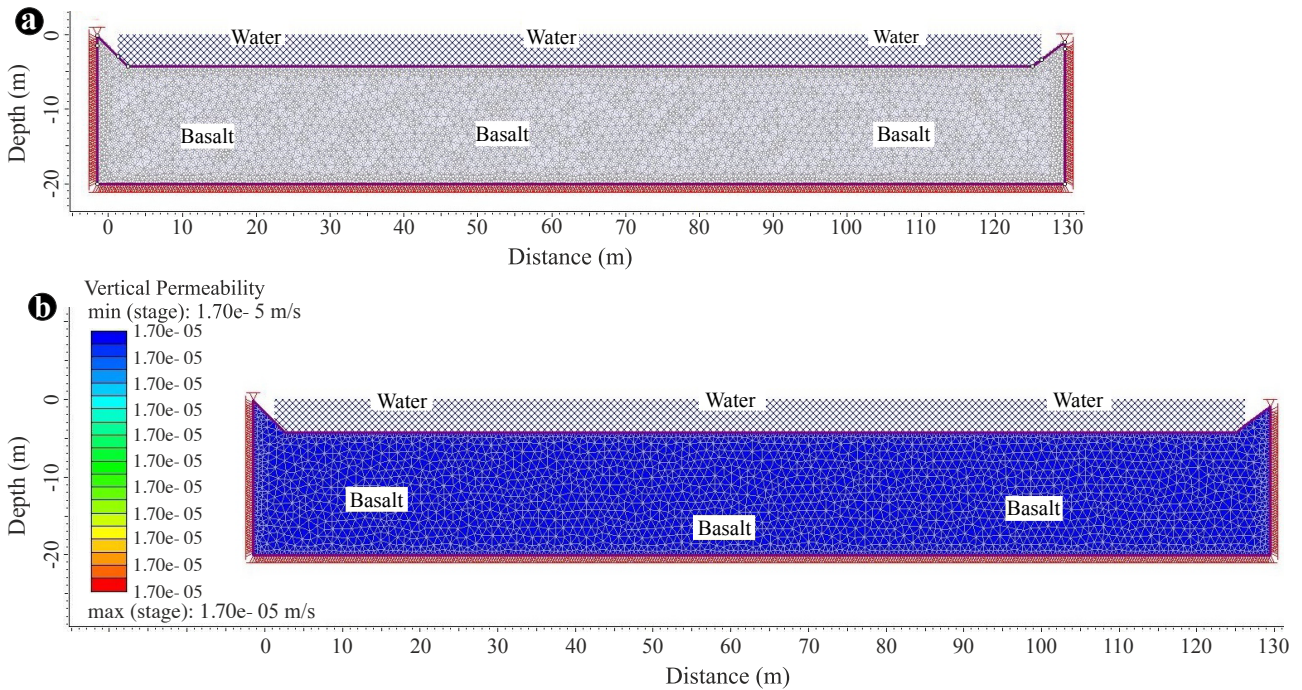 a
Water Water Water
0
-10
-20
Depth (m)
Basalt Basalt Basalt
0 10 20 30 40 50 60 70 80 90 100 110 120 130
Distance (m)
b
Vertical Permeability
min (stage): 1.70e- 5 m/s
1.70e- 05
1.70e- 05
1.70e- 05
1.70e- 05
1.70e- 05
1.70e- 05
1.70e- 05
1.70e- 05
1.70e- 05
1.70e- 05
1.70e- 05
max (stage): 1.70e- 05 m/s
0
-10
-20
Depth (m)
Water Water Water
Basalt Basalt Basalt
0 10 20 30 40 50 60 70 80 90 100 110 120 130
Distance (m)